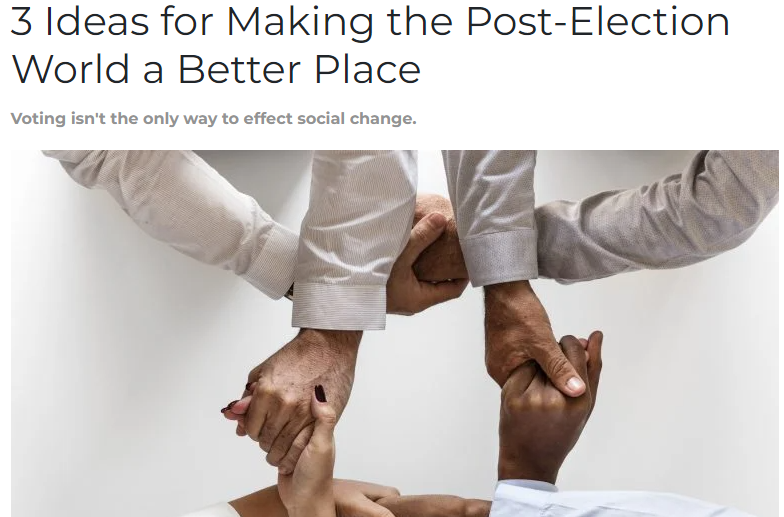 3 Ideas for Making the Post-Election
World a Better Place
Voting isn't the only way to effect social change.